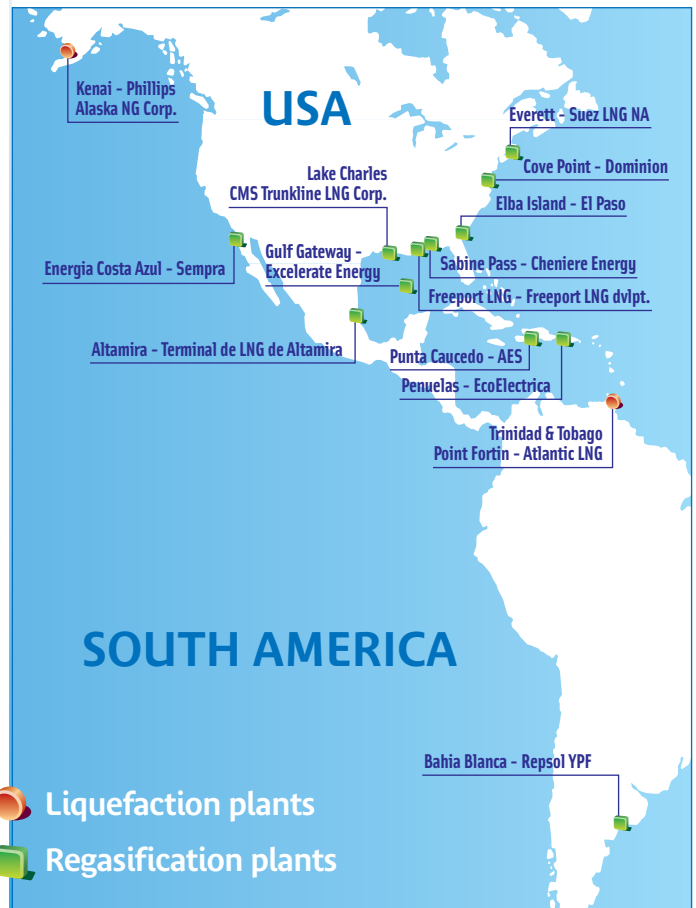 Kenai – Phillips
Alaska NG Corp.
USA
Everett – Suez LNG NA
Cove Point – Dominion
Lake Charles
CMS Trunkline LNG Corp.
Elba Island – El Paso
Energia Costa Azul – Sempra
Gulf Gateway –
Excelerate Energy
Sabine Pass – Cheniere Energy
Freeport LNG – Freeport LNG dvlpt.
Altamira – Terminal de LNG de Altamira
Punta Caucedo – AES
Penuelas – EcoElectrica
Trinidad & Tobago
Point Fortin – Atlantic LNG
SOUTH AMERICA
Bahia Blanca – Repsol YPF
Liquefaction plants
Regasification plants